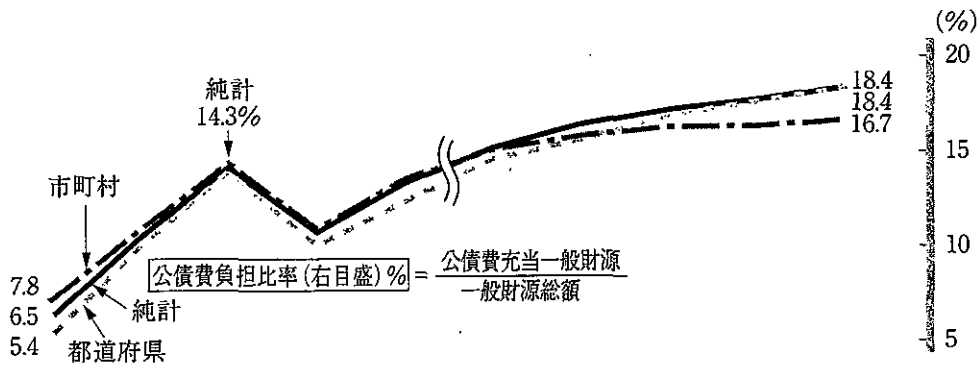 (%)
20
純計
14.3%
18.4
18.4
16.7
15
市町村
10
公債費負担比率(右目盛)% = 公債費充当一般財源
一般財源総額
7.8
6.5
5.4
純計
都道府県
5